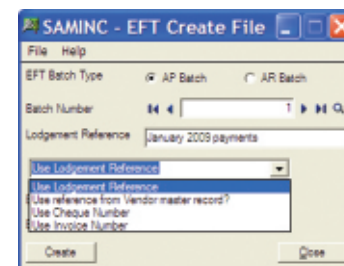 SAMINC - EFT Create File
File Help
EFT Batch Type AP Batch AR Batch
Batch Number 1
Lodgement Reference January 2009 payments
Use Lodgement Reference
Use Lodgement Reference
Use reference from Vendor master record?
Use Cheque Number
Use Invoice Number
Create Close